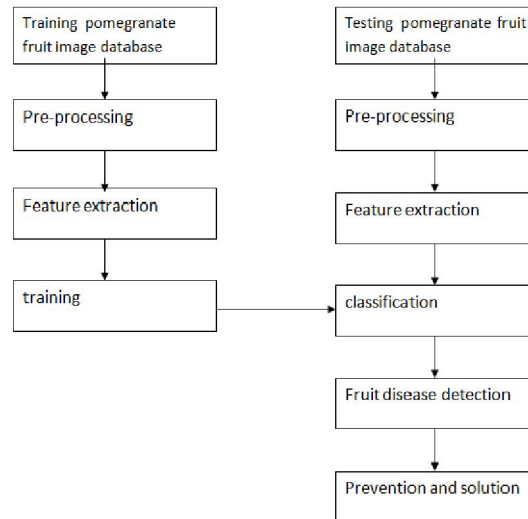 Training pomegranate
fruit image database
Pre-processing
Feature extraction
training
Testing pomegranate fruit
image database
Pre-processing
Feature extraction
classification
Fruit disease detection
Prevention and solution